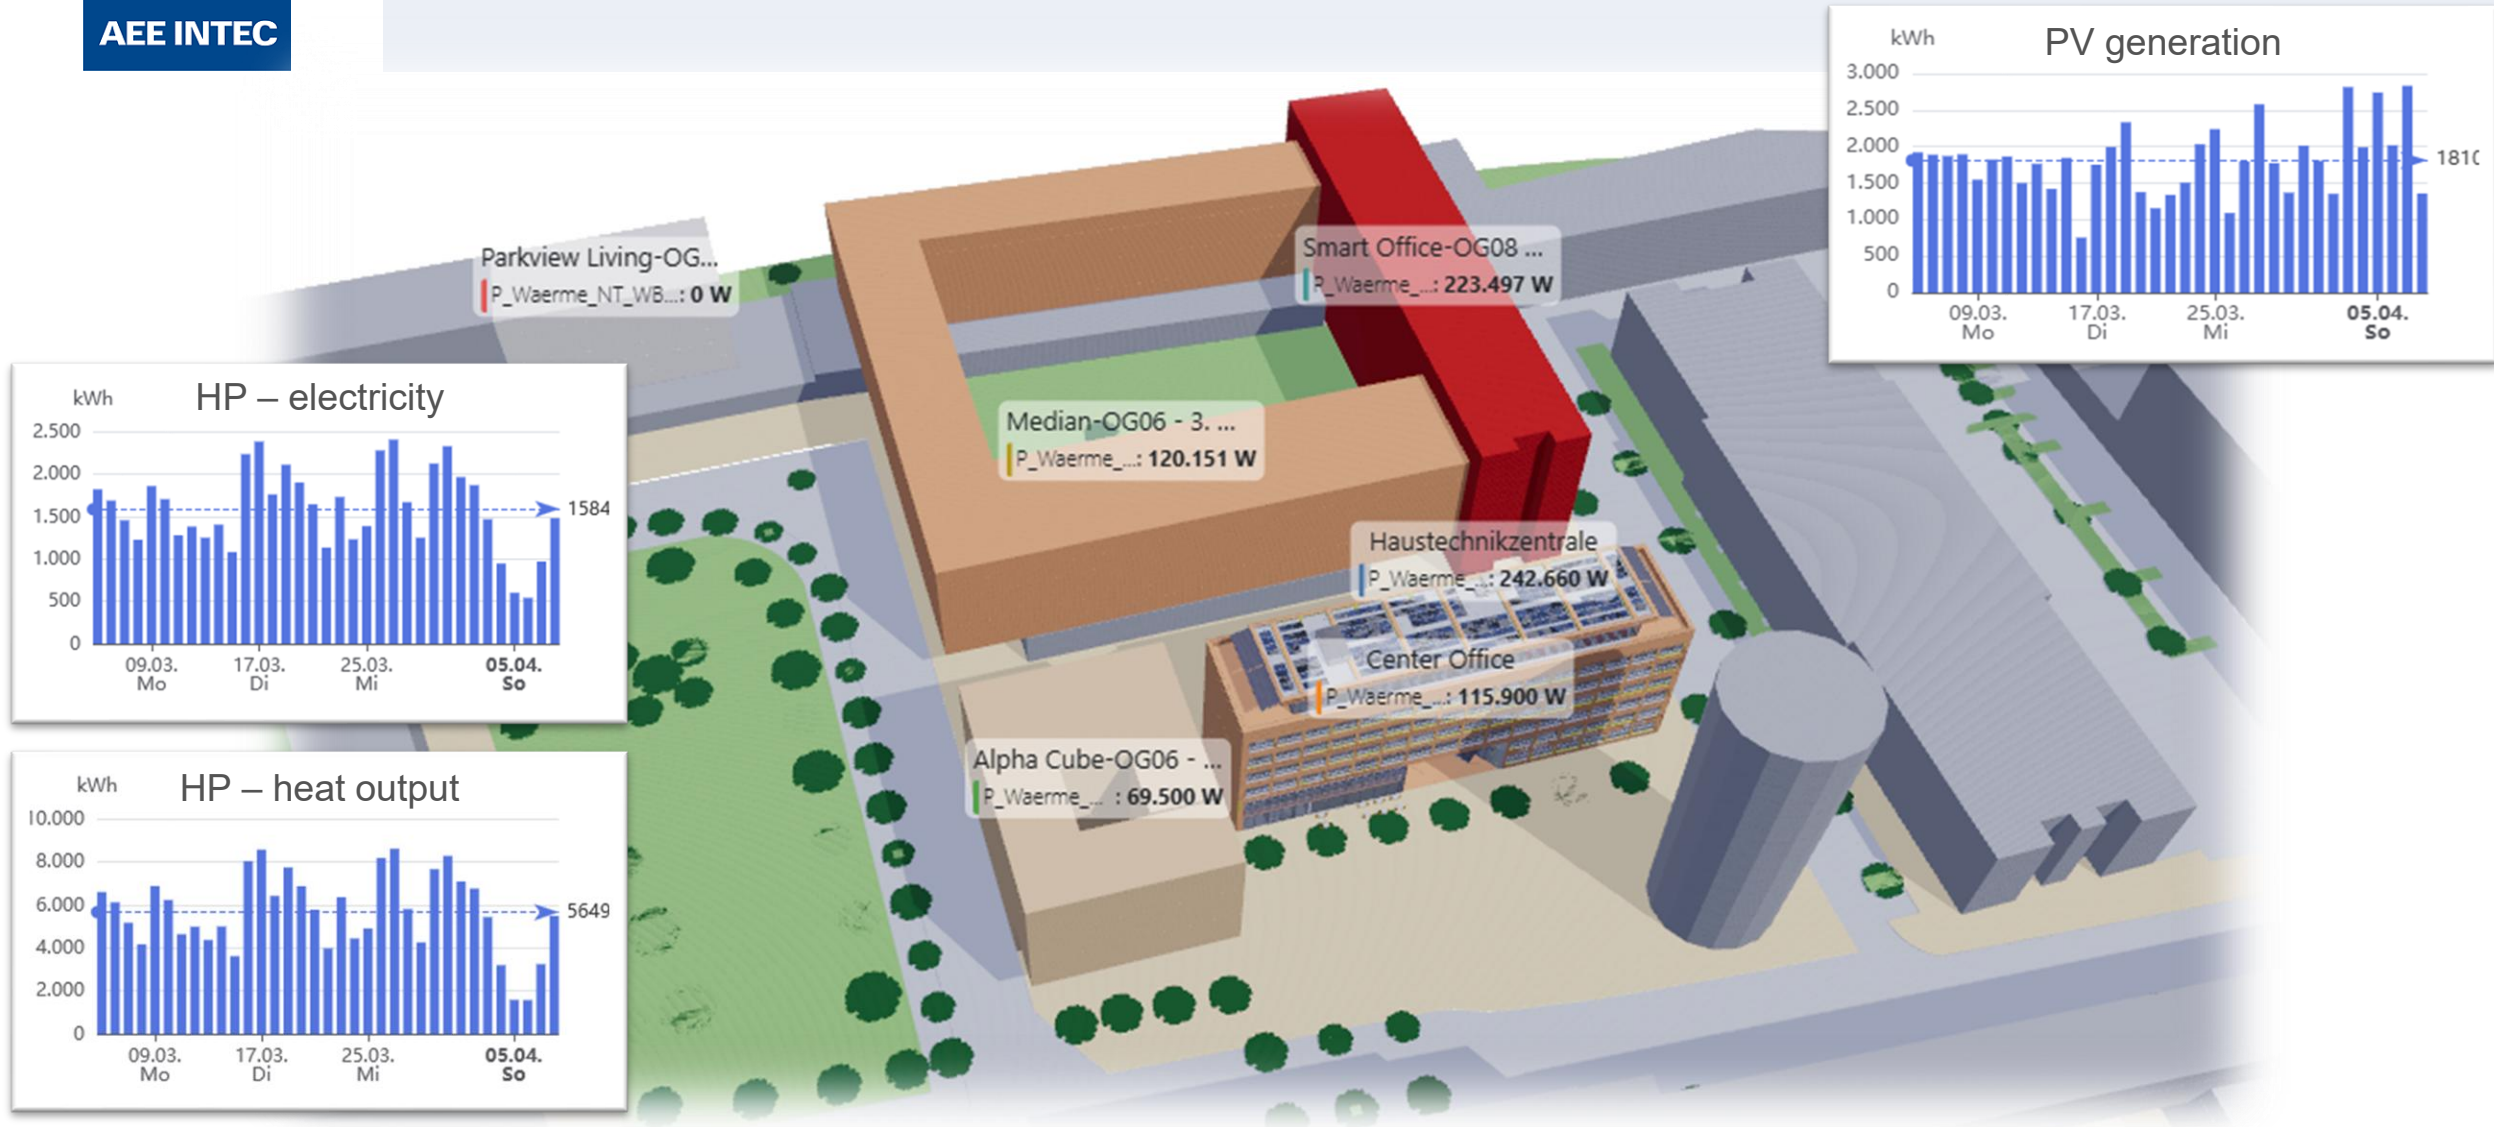 AEE INTEC
kWh
PV generation
3.000
2.500
2.000
1.500
1.000
500
0
1810
09.03.
Mo
17.03.
Di
25.03.
Mi
05.04.
So
Parkview Living-OG...
P_Waerme_NT_WB...: 0 W
Smart Office-OG08 ...
P_Waerme_...: 223.497 W
Median-OG06 - 3. ...
P_Waerme_...: 120.151 W
Haustechnikzentrale
P_Waerme_...: 242.660 W
Center Office
P_Waerme_...: 115.900 W
Alpha Cube-OG06 - ...
P_Waerme_... : 69.500 W
kWh
HP – electricity
2.500
2.000
1.500
1.000
500
0
1584
09.03.
Mo
17.03.
Di
25.03.
Mi
05.04.
So
kWh
HP – heat output
10.000
8.000
6.000
4.000
2.000
0
5649
09.03.
Mo
17.03.
Di
25.03.
Mi
05.04.
So